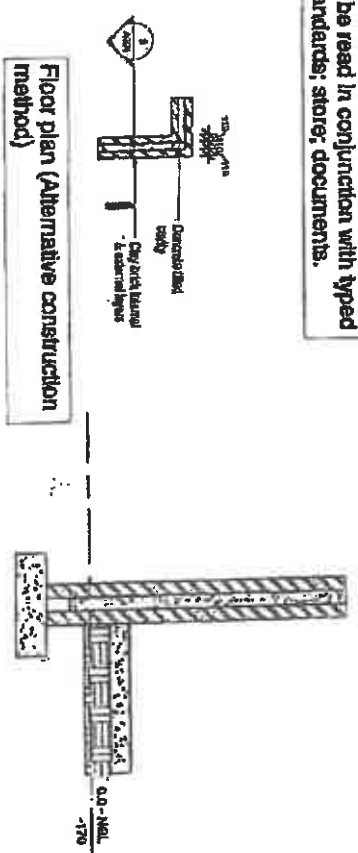 be read in conjunction with typed
andards; store; documents.
Concrete filled
cavity
Clay brick internal
& external layers
Floor plan (Alternative construction
method)
0.0 - NGL
-170